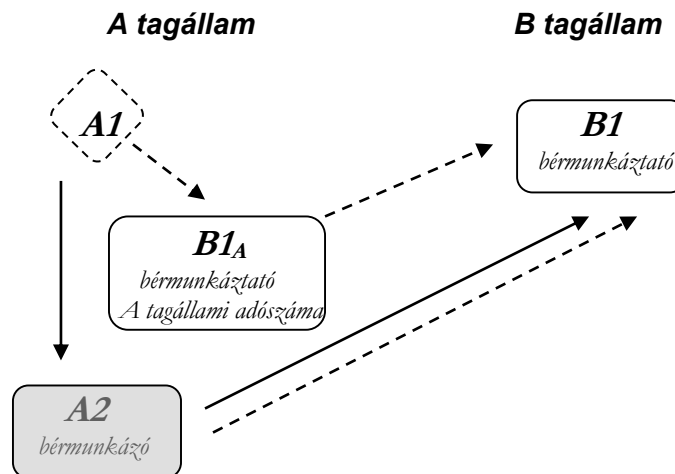 A tagállam
B tagállam
A1
B1
bérmunkáztató
B1A
bérmunkáztató
A tagállami adószáma
A2
bérmunkázó